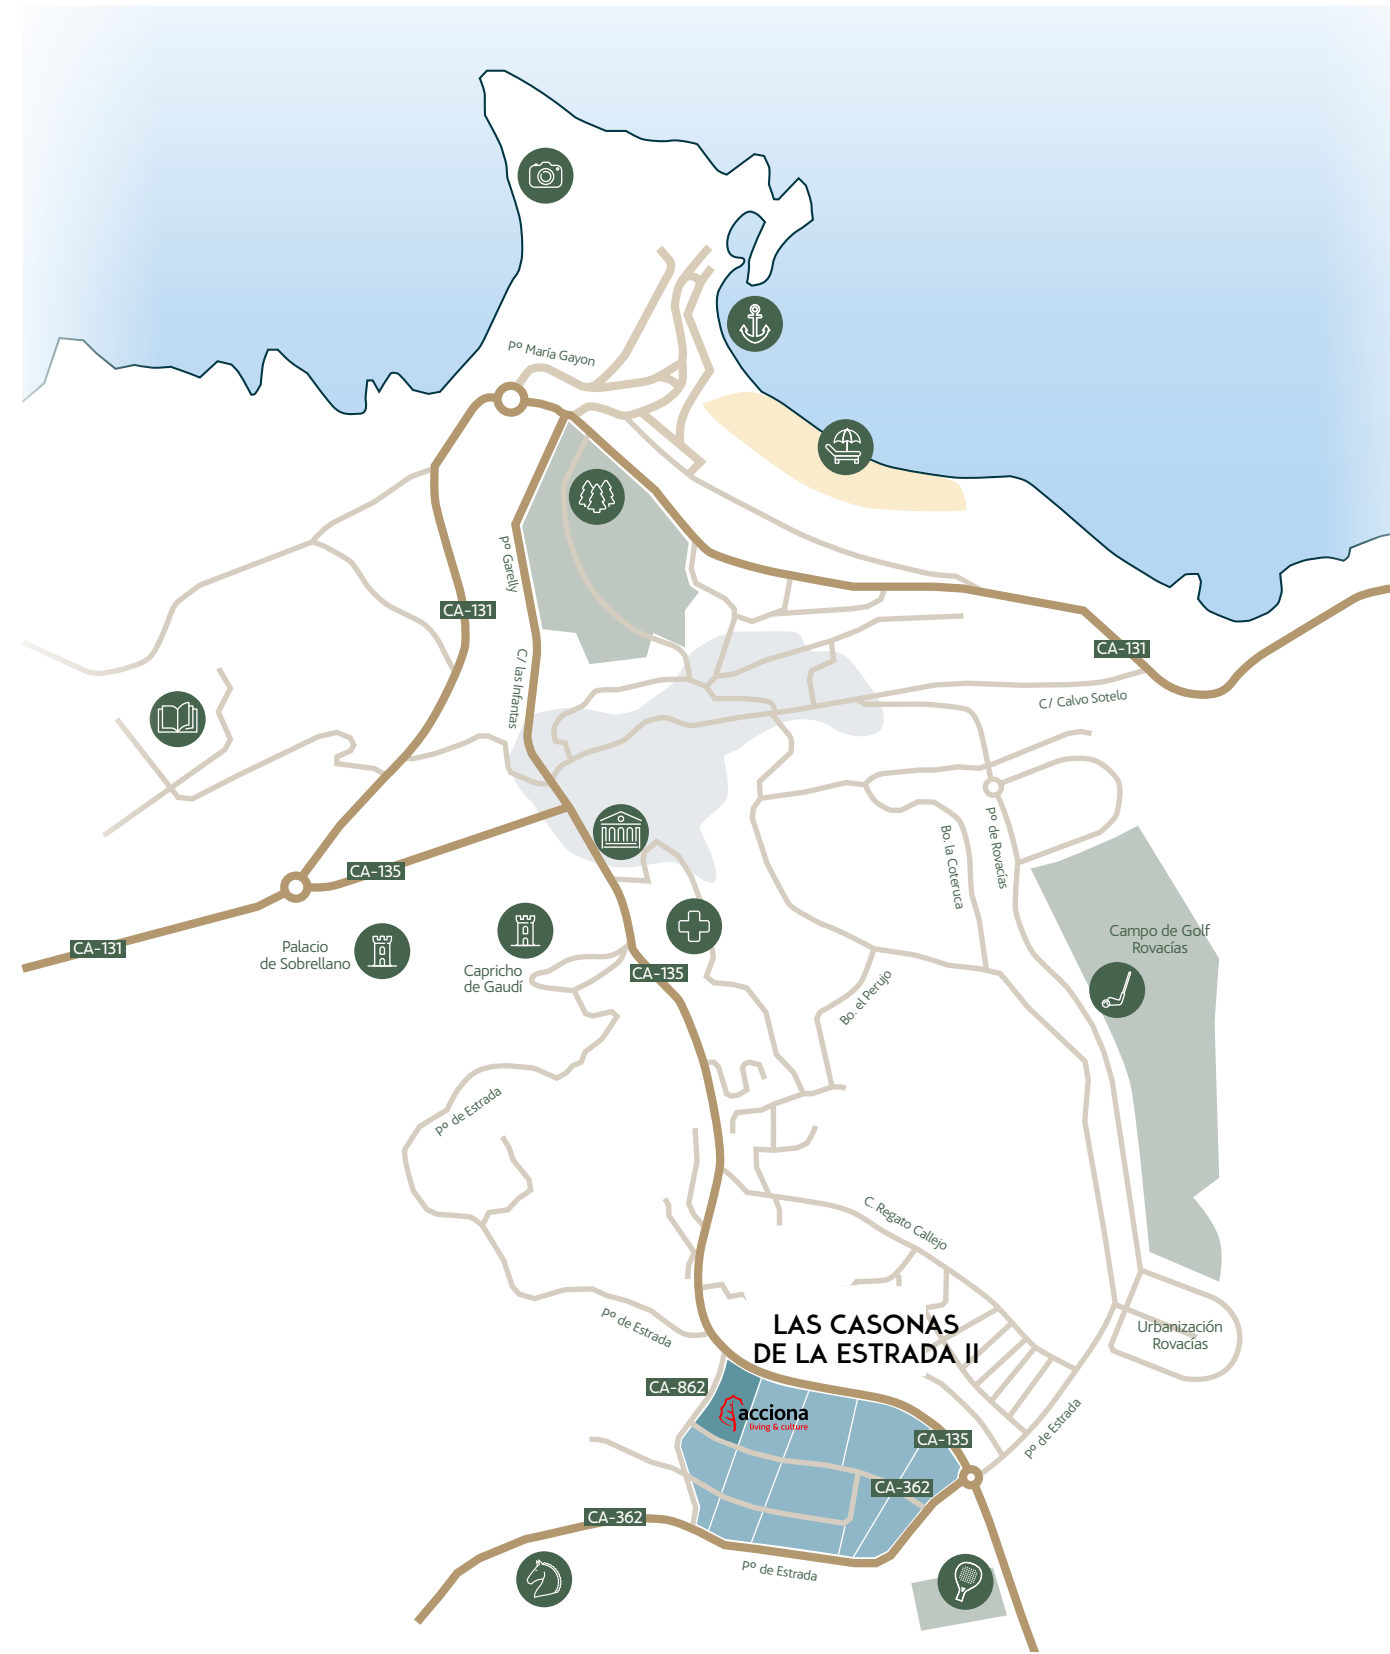 pº María Gayon
pº Garelly
CA-131
C/ las Infantas
CA-131
C/ Calvo Sotelo
pº de Rovacías
Bo. la Coteruca
CA-135
CA-131
Palacio
de Sobrellano
Capricho
de Gaudí
CA-135
Campo de Golf
Rovacías
Bo. el Perujo
pº de Estrada
C. Regato Callejo
pº de Estrada
LAS CASONAS
DE LA ESTRADA II
Urbanización
Rovacías
CA-862
acciona
living & culture
CA-135
pº de Estrada
CA-362
CA-362
pº de Estrada